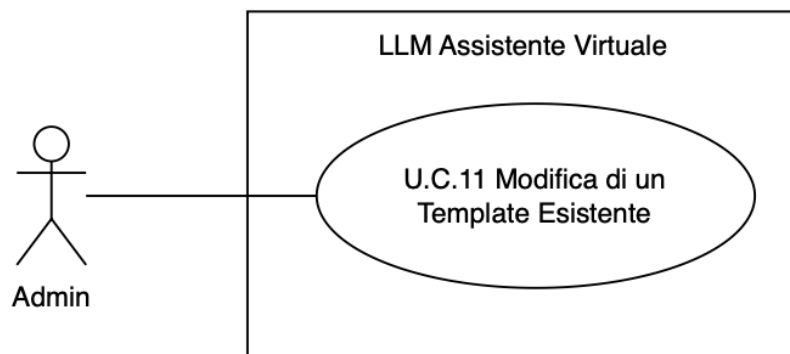 LLM Assistente Virtuale
U.C.11 Modifica di un
Template Esistente
Admin